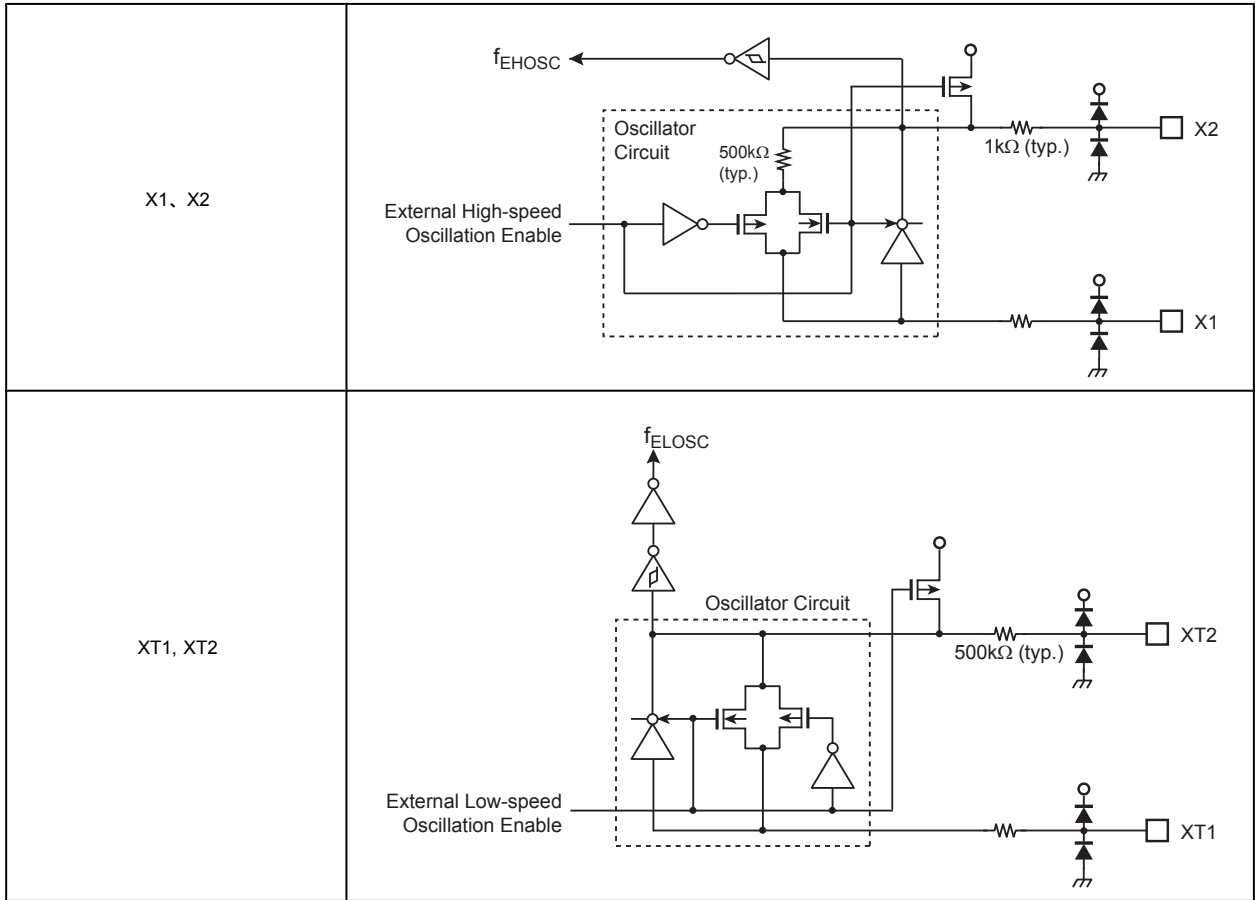 X1、X2
fEHOSC
Oscillator
Circuit
500kΩ
(typ.)
External High-speed
Oscillation Enable
1kΩ (typ.)
X2
X1
XT1, XT2
fELOSC
Oscillator Circuit
External Low-speed
Oscillation Enable
500kΩ (typ.)
XT2
XT1